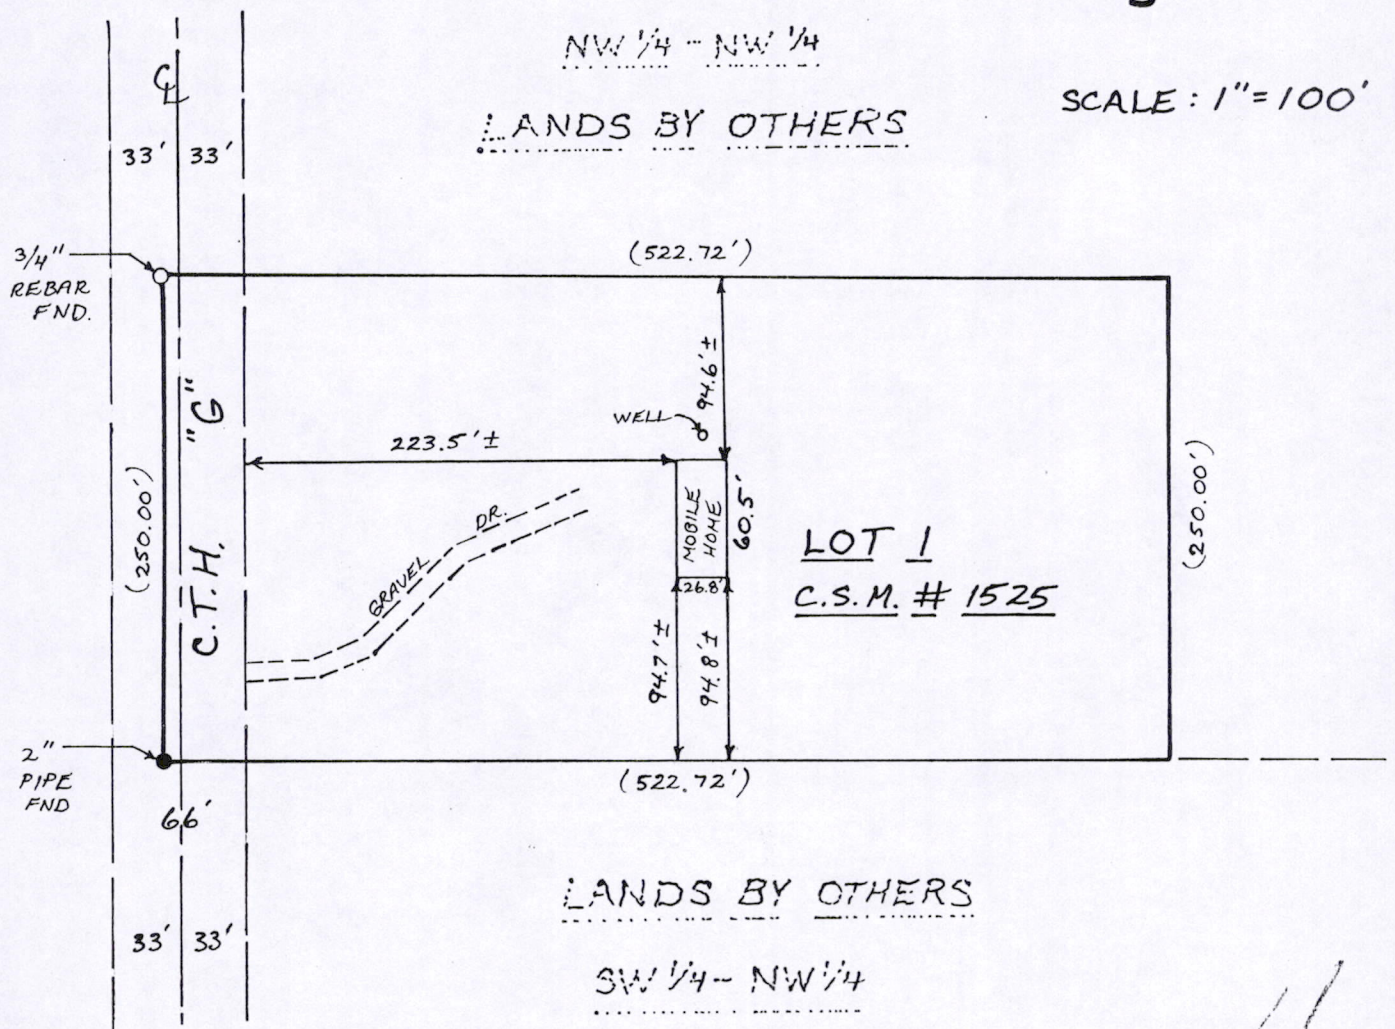 NW 1/4 - NW 1/4
SCALE : 1"=100'
℄
LANDS BY OTHERS
33' 33'
3/4"
REBAR
FND.
(522.72')
94.6'±
WELL
"G"
C.T.H.
223.5'±
(250.00')
GRAVEL DR.
MOBILE
HOME
60.5'
26.8'
LOT 1
C.S.M. # 1525
(250.00')
94.7'±
94.8'±
2"
PIPE
FND
(522.72')
66'
LANDS BY OTHERS
33' 33'
SW 1/4 - NW 1/4